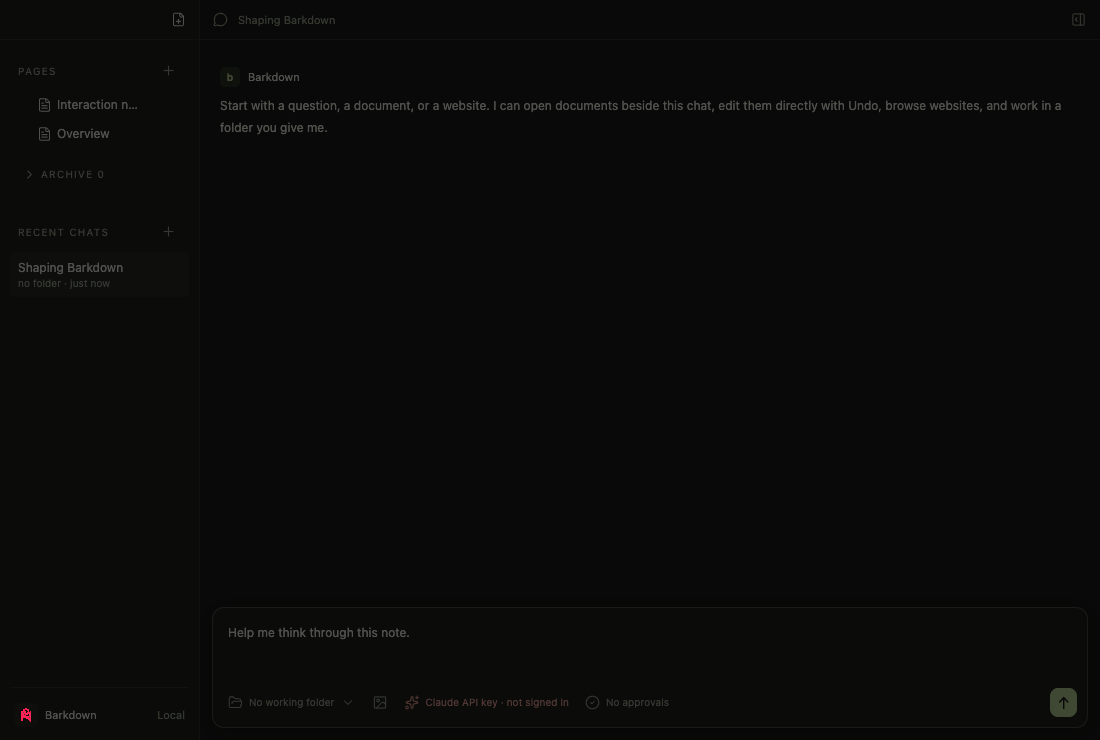 Shaping Barkdown
PAGES
Interaction n...
Overview
ARCHIVE 0
RECENT CHATS
Shaping Barkdown
no folder · just now
b Barkdown
Start with a question, a document, or a website. I can open documents beside this chat, edit them directly with Undo, browse websites, and work in a
folder you give me.
Help me think through this note.
No working folder
Claude API key · not signed in
No approvals
Barkdown
Local